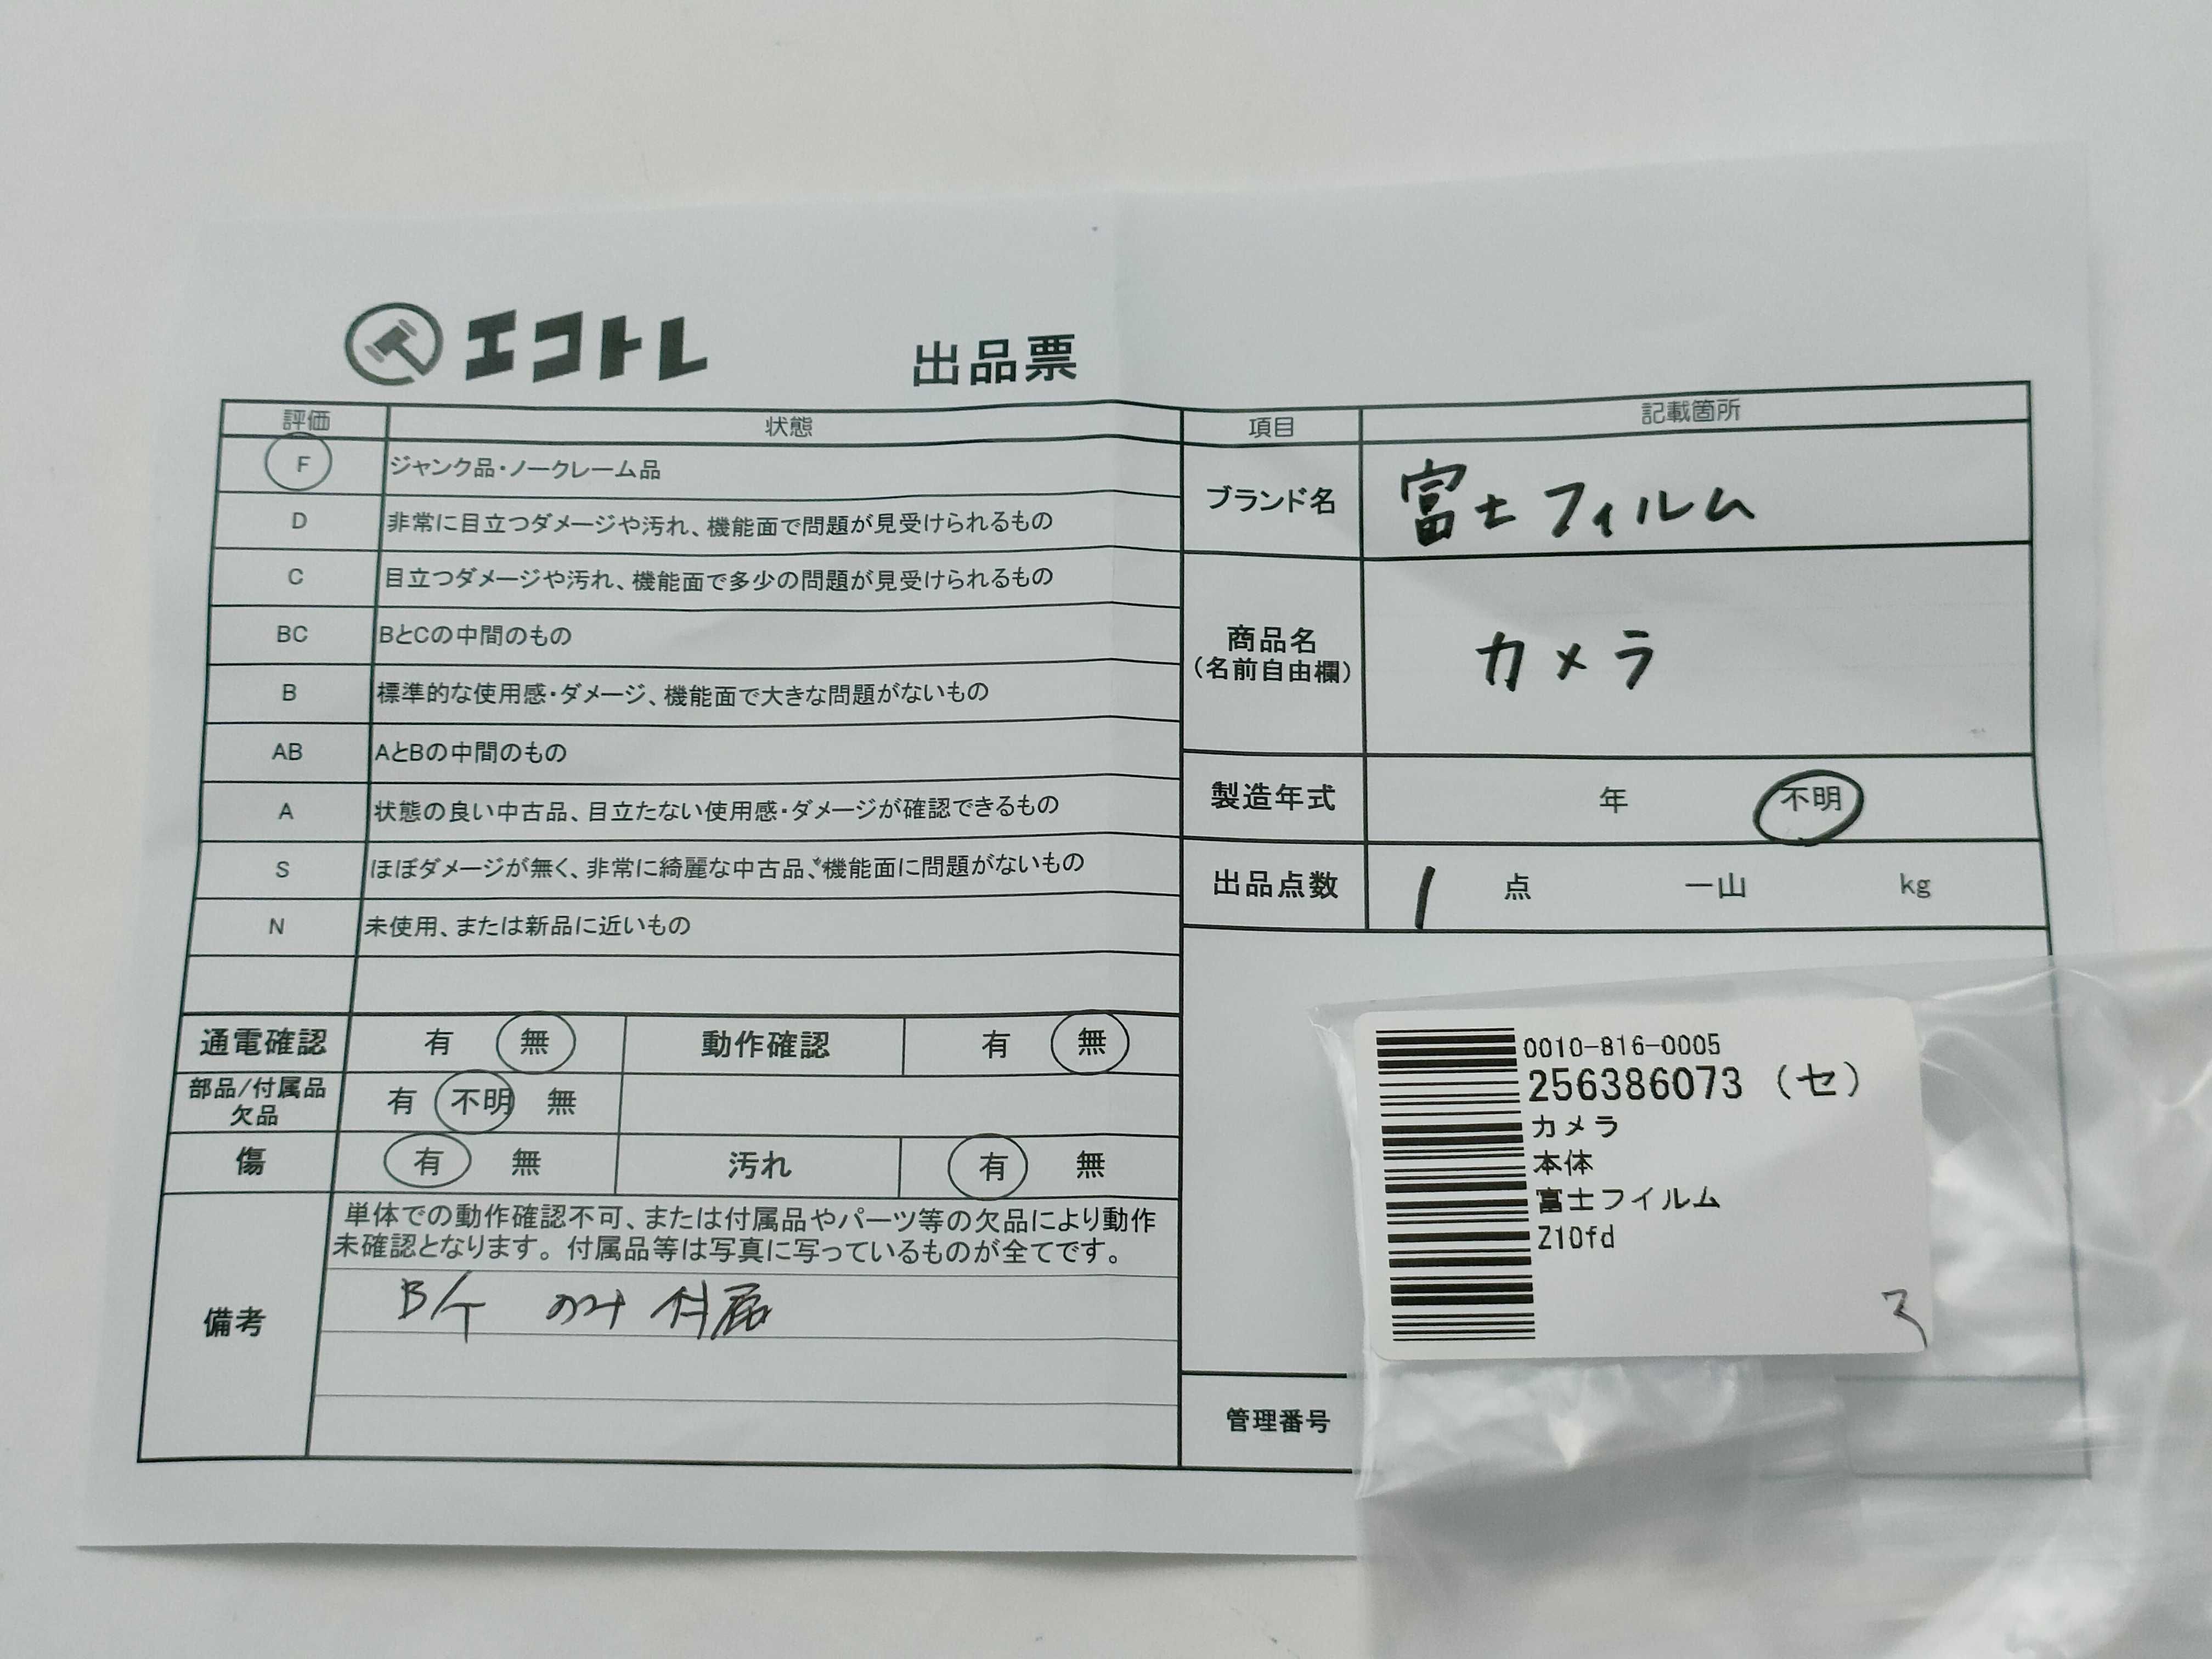 エコトレ 出品票
評価 状態
F ジャンク品・ノークレーム品
D 非常に目立つダメージや汚れ、機能面で問題が見受けられるもの
C 目立つダメージや汚れ、機能面で多少の問題が見受けられるもの
BC BとCの中間のもの
B 標準的な使用感・ダメージ、機能面で大きな問題がないもの
AB AとBの中間のもの
A 状態の良い中古品、目立たない使用感・ダメージが確認できるもの
S ほぼダメージが無く、非常に綺麗な中古品、機能面に問題がないもの
N 未使用、または新品に近いもの
通電確認 有 無 動作確認 有 無
部品/付属品
欠品 有 不明 無
傷 有 無 汚れ 有 無
備考
単体での動作確認不可、または付属品やパーツ等の欠品により動作
未確認となります。付属品等は写真に写っているものが全てです。
のみ 付属
項目 記載箇所
ブランド名 富士フィルム
商品名
(名前自由欄) カメラ
製造年式 年 不明
出品点数 1 点 一山 kg
管理番号
0010-816-0005
256386073 (セ)
カメラ
本体
富士フイルム
Z10fd